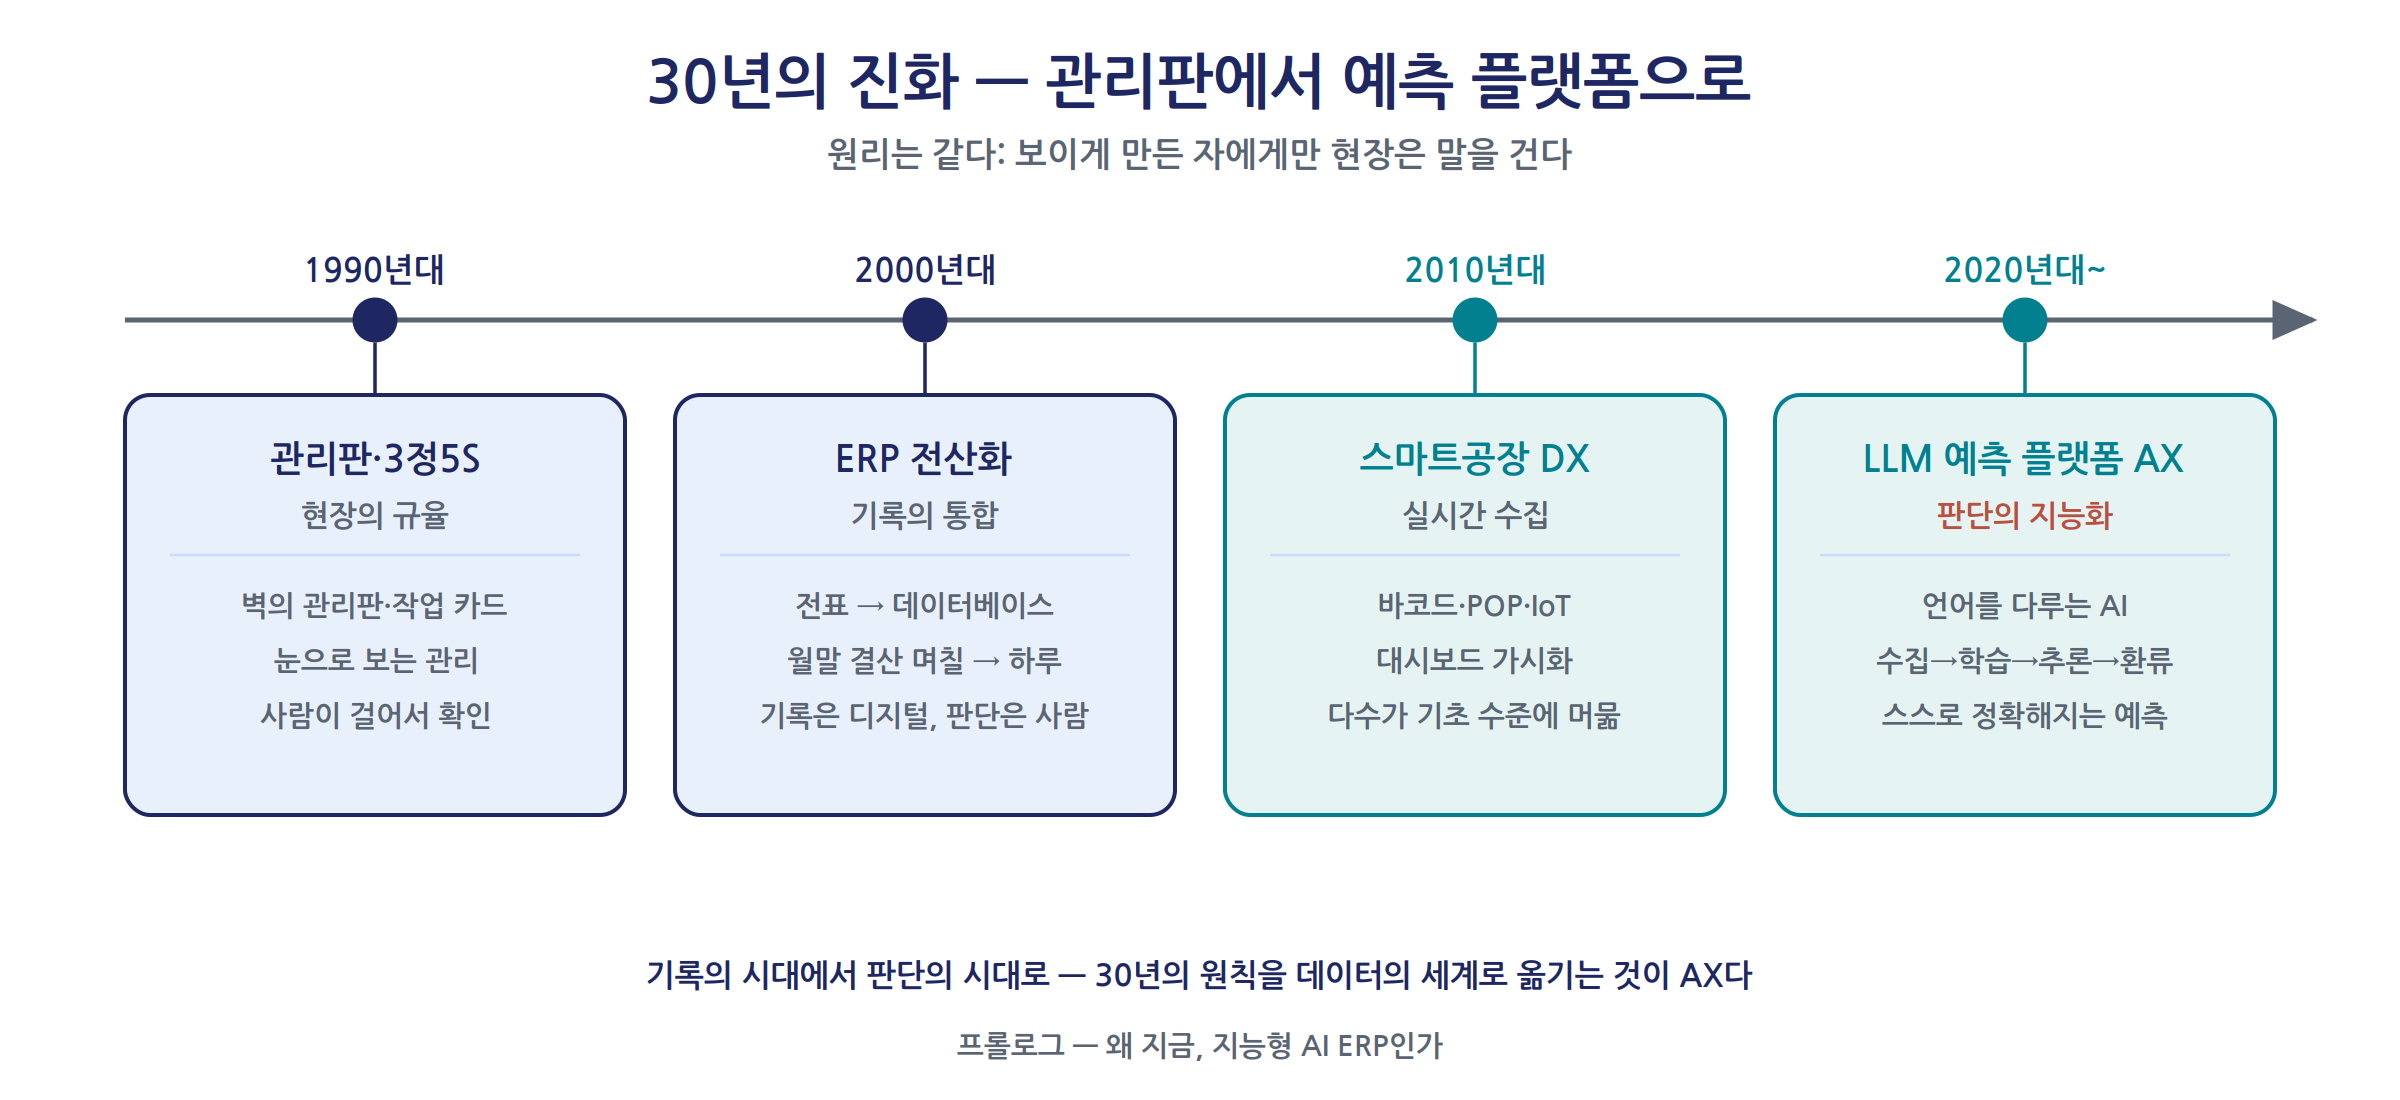 30년의 진화 — 관리판에서 예측 플랫폼으로
원리는 같다: 보이게 만든 자에게만 현장은 말을 건다
1990년대
2000년대
2010년대
2020년대~
관리판·3정5S
현장의 규율
벽의 관리판·작업 카드
눈으로 보는 관리
사람이 걸어서 확인
ERP 전산화
기록의 통합
전표 → 데이터베이스
월말 결산 며칠 → 하루
기록은 디지털, 판단은 사람
스마트공장 DX
실시간 수집
바코드·POP·IoT
대시보드 가시화
다수가 기초 수준에 머묾
LLM 예측 플랫폼 AX
판단의 지능화
언어를 다루는 AI
수집→학습→추론→환류
스스로 정확해지는 예측
기록의 시대에서 판단의 시대로 — 30년의 원칙을 데이터의 세계로 옮기는 것이 AX다
프롤로그 — 왜 지금, 지능형 AI ERP인가